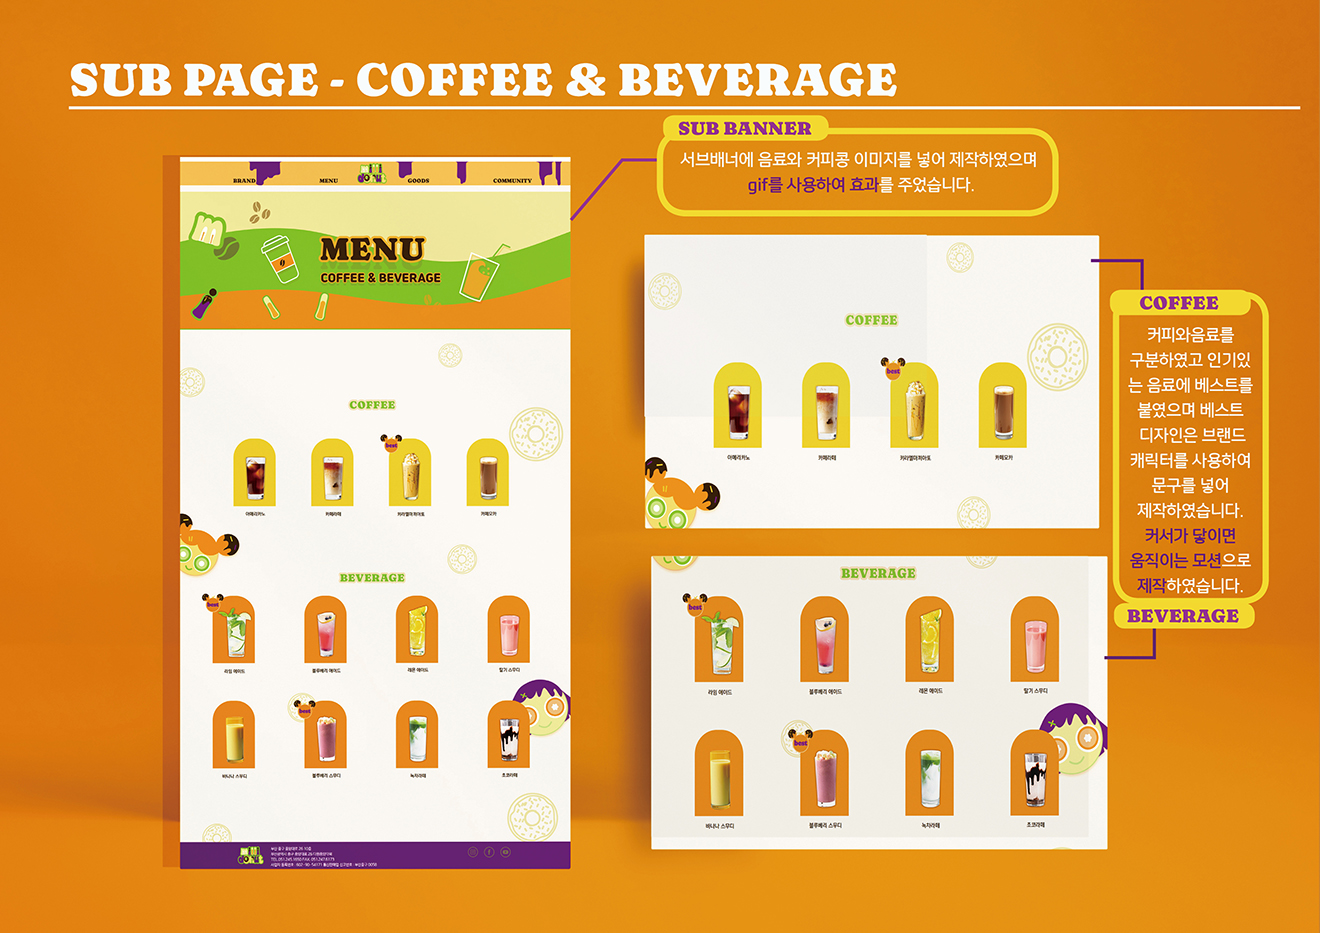 SUB PAGE - COFFEE & BEVERAGE
SUB BANNER
서브배너에 음료와 커피콩 이미지를 넣어 제작하였으며
gif를 사용하여 효과를 주었습니다.
BRAND
MENU
GOODS
COMMUNITY
MENU
COFFEE & BEVERAGE
COFFEE
best
아메리카노
카페라떼
카라멜마끼아또
카페모카
BEVERAGE
best
라임 에이드
블루베리 에이드
레몬 에이드
딸기 스무디
best
바나나 스무디
블루베리 스무디
녹차라떼
초코라떼
COFFEE
best
아메리카노
카페라떼
카라멜마끼아또
카페모카
BEVERAGE
best
라임 에이드
블루베리 에이드
레몬 에이드
딸기 스무디
best
바나나 스무디
블루베리 스무디
녹차라떼
초코라떼
COFFEE
커피와음료를
구분하였고 인기있
는 음료에 베스트를
붙였으며 베스트
디자인은 브랜드
캐릭터를 사용하여
문구를 넣어
제작하였습니다.
커서가 닿이면
움직이는 모션으로
제작하였습니다.
BEVERAGE